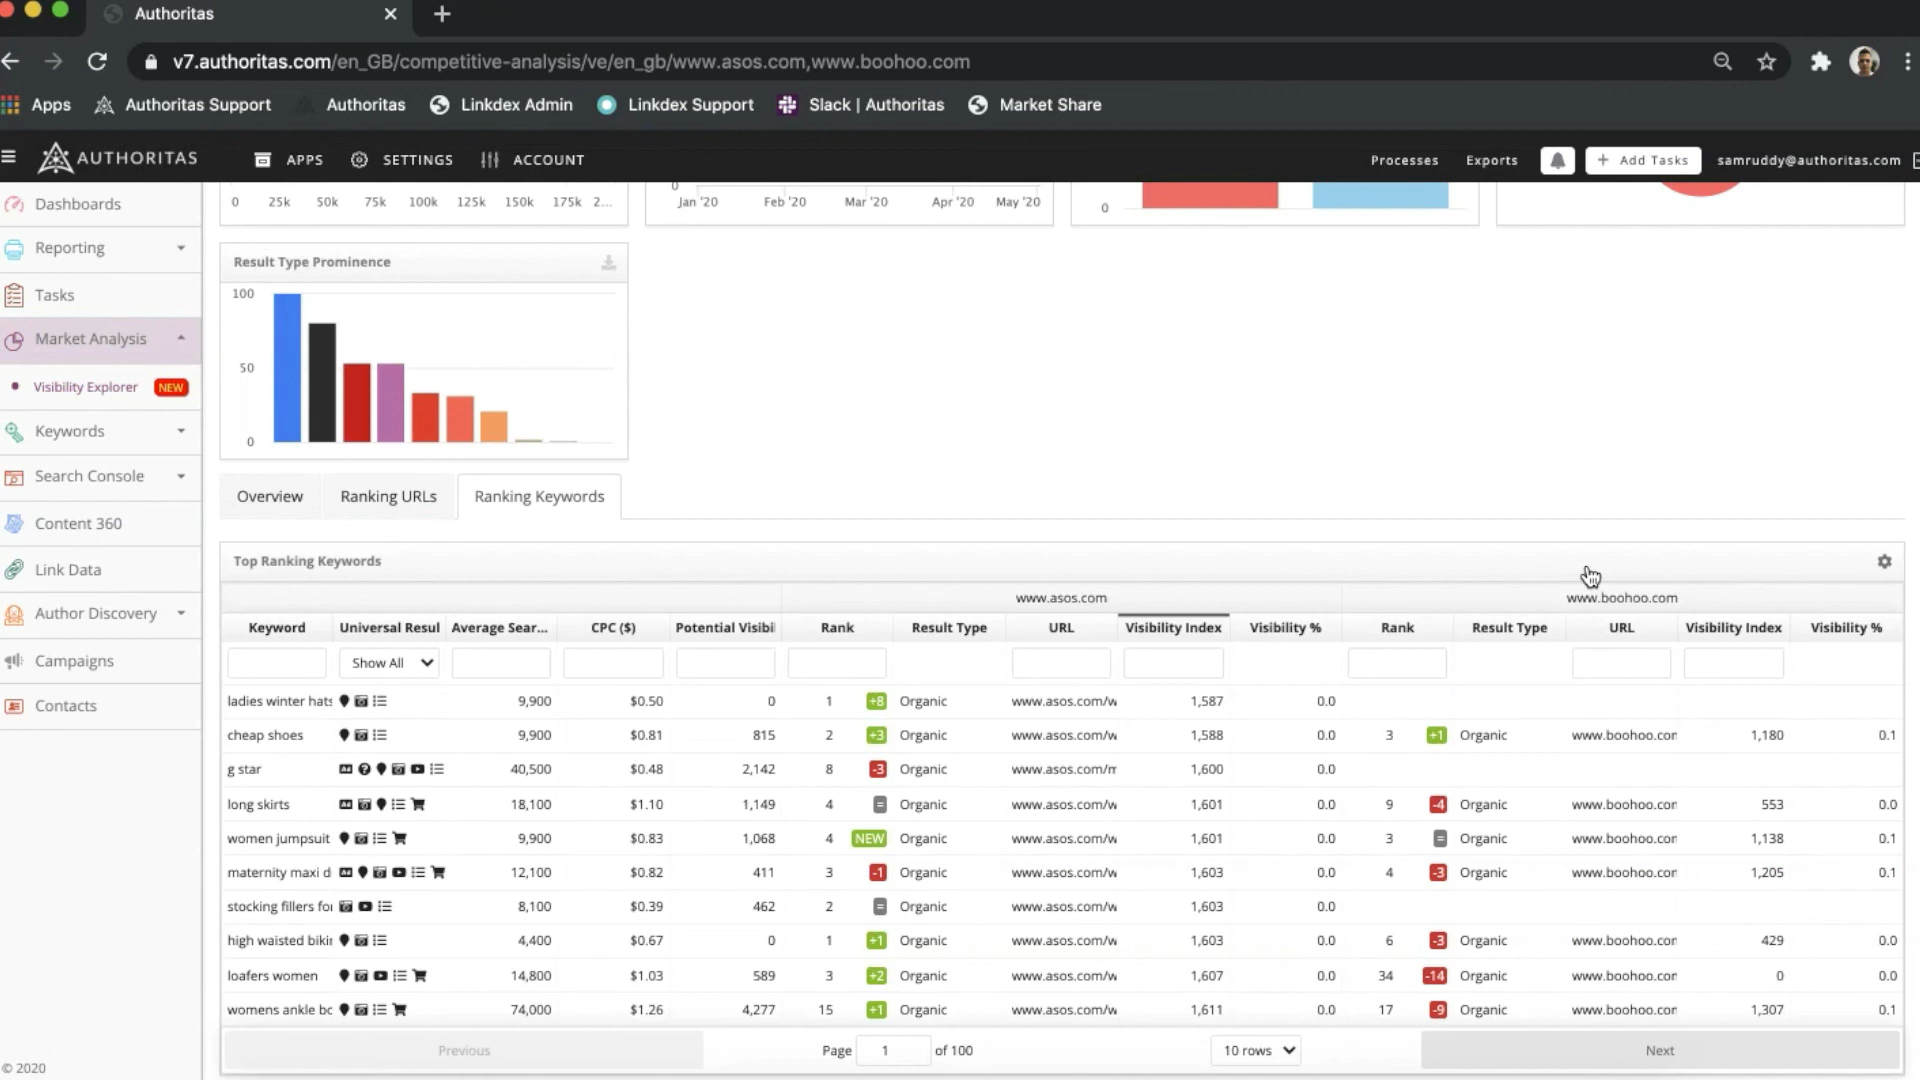 Authoritas
v7.authoritas.com/en_GB/competitive-analysis/ve/en_gb/www.asos.com,www.boohoo.com
Apps Authoritas Support Authoritas Linkdex Admin Linkdex Support Slack | Authoritas Market Share
AUTHORITAS APPS SETTINGS ACCOUNT Processes Exports + Add Tasks samruddy@authoritas.com
Dashboards
Reporting
Tasks
Market Analysis
Visibility Explorer NEW
Keywords
Search Console
Content 360
Link Data
Author Discovery
Campaigns
Contacts
© 2020
0 25k 50k 75k 100k 125k 150k 175k 2...
0
Jan '20 Feb '20 Mar '20 Apr '20 May '20
0
Result Type Prominence
100
50
0
Overview Ranking URLs Ranking Keywords
Top Ranking Keywords
www.asos.com www.boohoo.com
Keyword Universal Resul Average Sear... CPC ($) Potential Visibil Rank Result Type URL Visibility Index Visibility % Rank Result Type URL Visibility Index Visibility %
Show All
ladies winter hats 9,900 $0.50 0 1 +8 Organic www.asos.com/w 1,587 0.0
cheap shoes 9,900 $0.81 815 2 +3 Organic www.asos.com/w 1,588 0.0 3 +1 Organic www.boohoo.com 1,180 0.1
g star Ad 40,500 $0.48 2,142 8 -3 Organic www.asos.com/m 1,600 0.0
long skirts Ad 18,100 $1.10 1,149 4 = Organic www.asos.com/w 1,601 0.0 9 -4 Organic www.boohoo.com 553 0.0
women jumpsuit 9,900 $0.83 1,068 4 NEW Organic www.asos.com/w 1,601 0.0 3 = Organic www.boohoo.com 1,138 0.1
maternity maxi d Ad 12,100 $0.82 411 3 -1 Organic www.asos.com/w 1,603 0.0 4 -3 Organic www.boohoo.com 1,205 0.1
stocking fillers for 8,100 $0.39 462 2 = Organic www.asos.com/w 1,603 0.0
high waisted bikin 4,400 $0.67 0 1 +1 Organic www.asos.com/w 1,603 0.0 6 -3 Organic www.boohoo.com 429 0.0
loafers women 14,800 $1.03 589 3 +2 Organic www.asos.com/w 1,607 0.0 34 -14 Organic www.boohoo.com 0 0.0
womens ankle bo 74,000 $1.26 4,277 15 +1 Organic www.asos.com/w 1,611 0.0 17 -9 Organic www.boohoo.com 1,307 0.1
Previous Page 1 of 100 10 rows Next